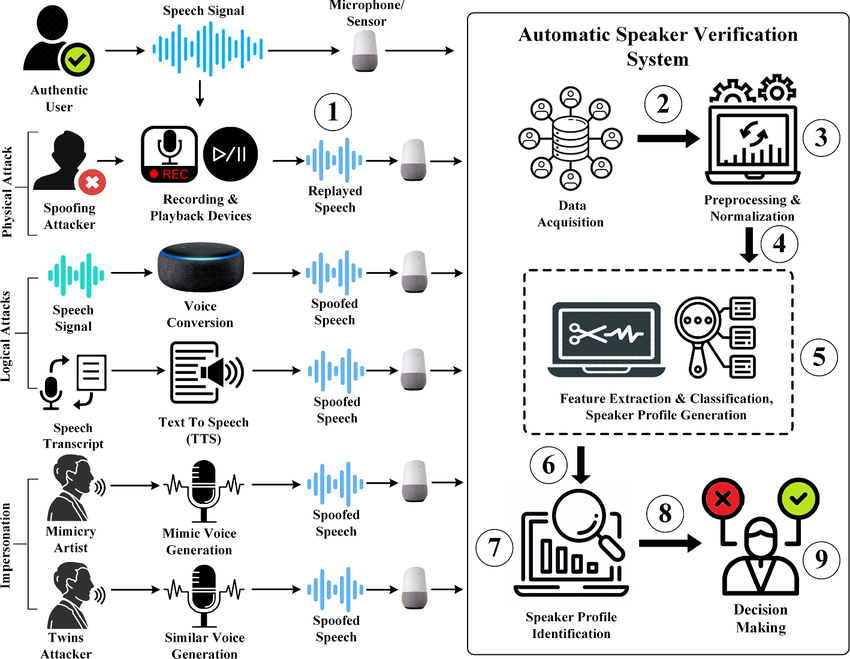 Speech Signal
Microphone/
Sensor
Authentic
User
Automatic Speaker Verification
System
Physical Attack
Spoofing
Attacker
REC
Recording &
Playback Devices
1
Replayed
Speech
Data
Acquisition
2
Preprocessing &
Normalization
3
4
Logical Attacks
Speech
Signal
Voice
Conversion
Spoofed
Speech
Speech
Transcript
Text To Speech
(TTS)
Spoofed
Speech
Feature Extraction & Classification,
Speaker Profile Generation
5
6
Impersonation
Mimicry
Artist
Mimic Voice
Generation
Spoofed
Speech
Twins
Attacker
Similar Voice
Generation
Spoofed
Speech
7
Speaker Profile
Identification
8
Decision
Making
9